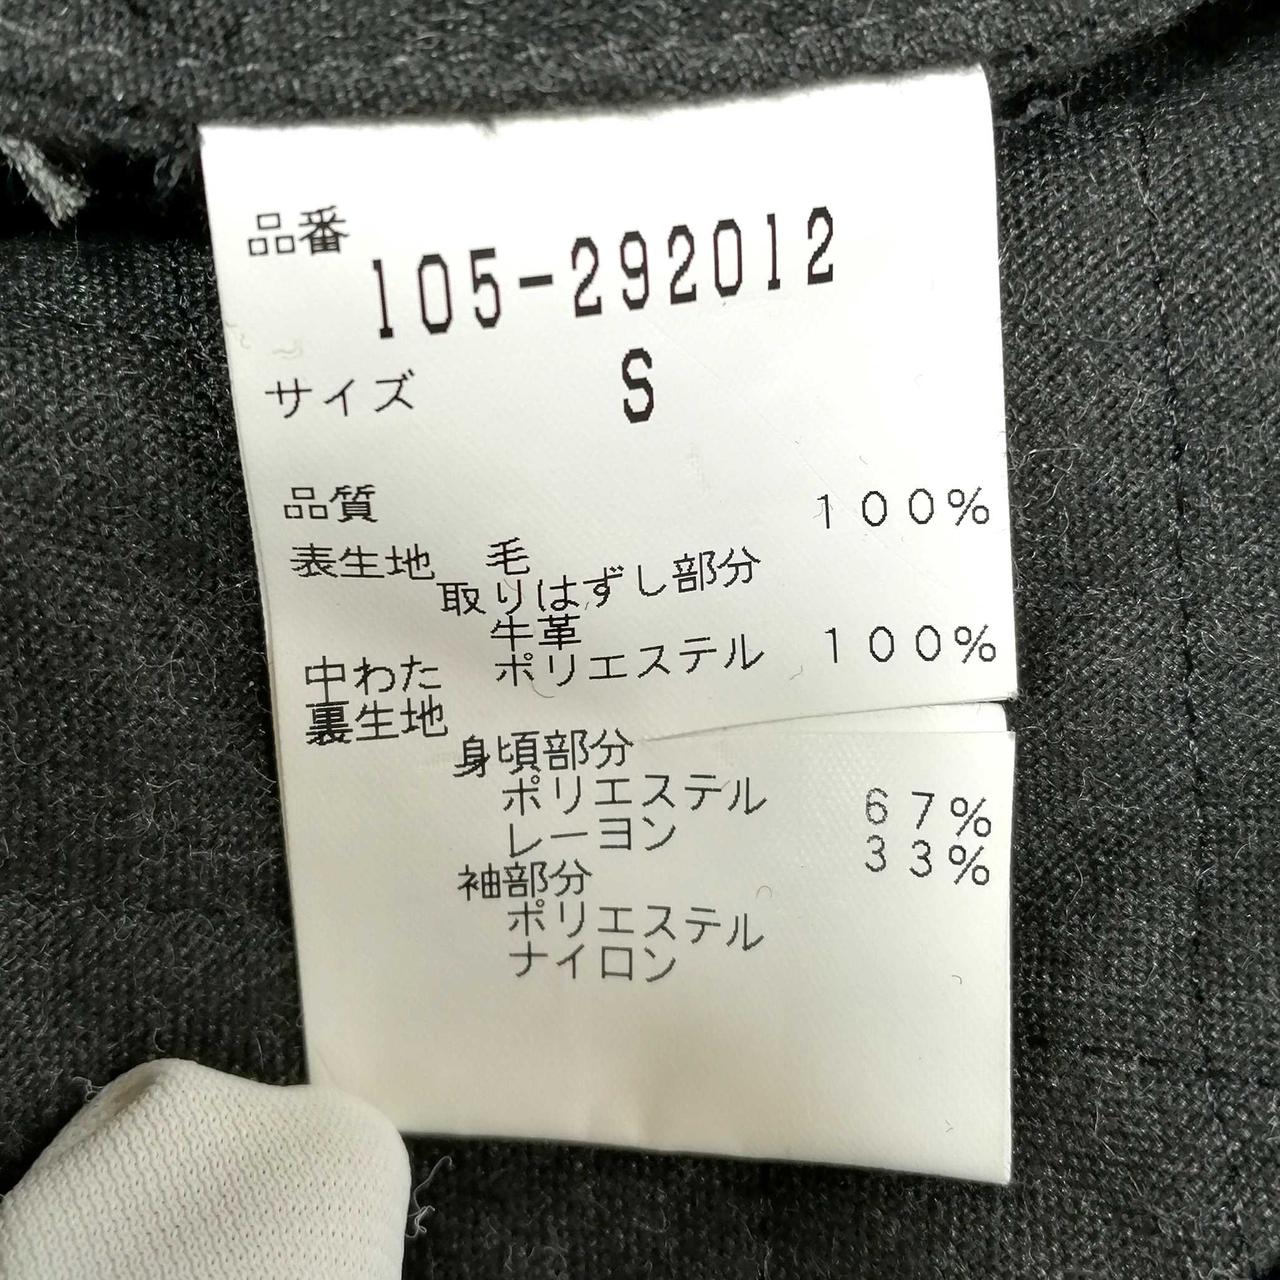 品番
105-292012
サイズ S
品質
表生地 毛 100%
取りはずし部分
牛革
中わた ポリエステル 100%
裏生地
身頃部分
ポリエステル 67%
レーヨン 33%
袖部分
ポリエステル
ナイロン